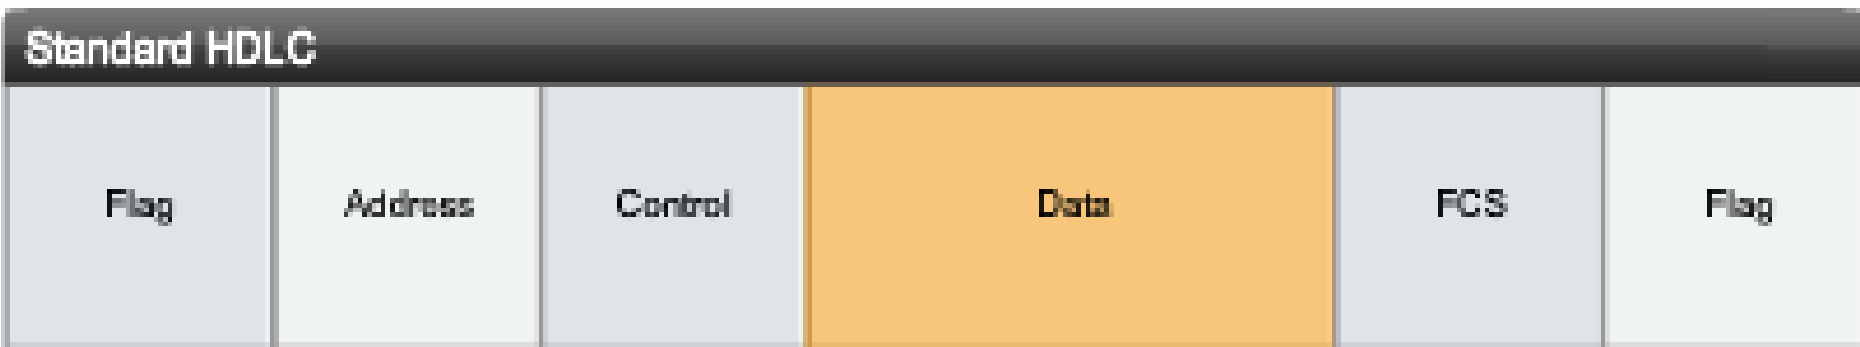 Standard HDLC
Flag Address Control Data FCS Flag